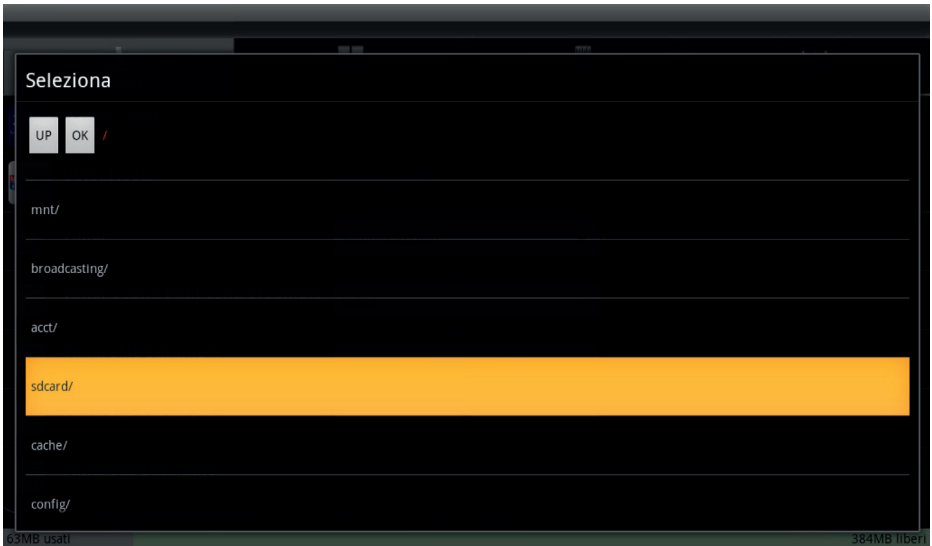 Seleziona
UP OK /
mnt/
broadcasting/
acct/
sdcard/
cache/
config/
63MB usati 384MB liberi